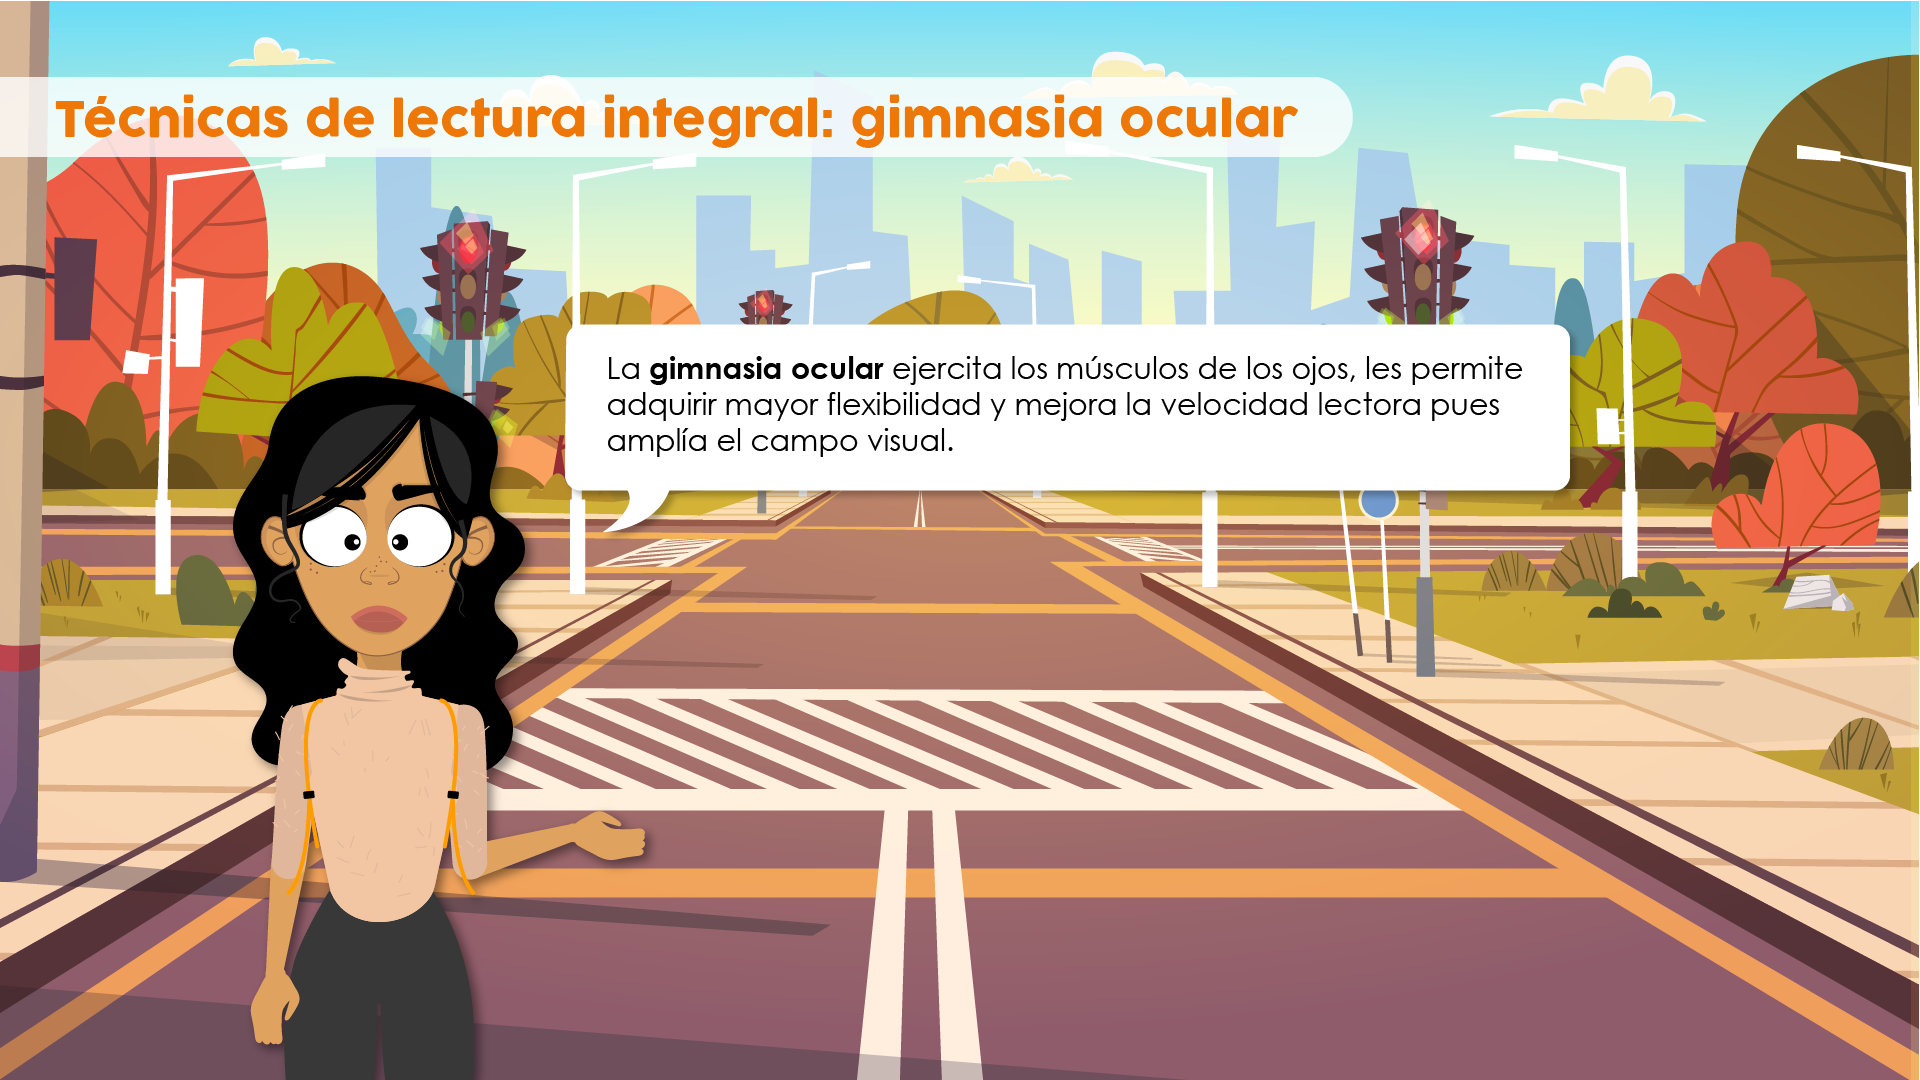 Técnicas de lectura integral: gimnasia ocular
La gimnasia ocular ejercita los músculos de los ojos, les permite
adquirir mayor flexibilidad y mejora la velocidad lectora pues
amplía el campo visual.